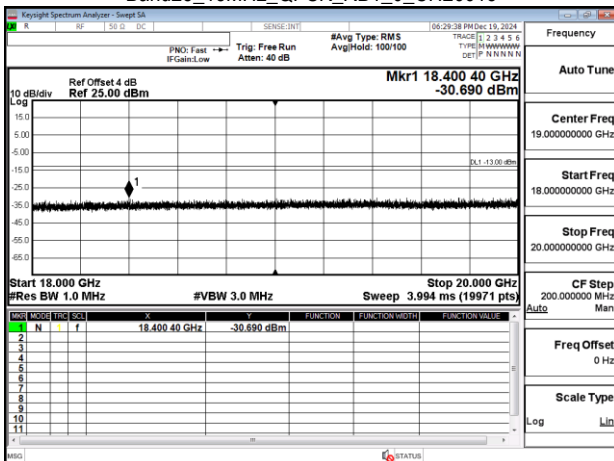 Keysight Spectrum Analyzer - Swept SA
R RF 50 Ω DC SENSE:INT 06:29:38 PM Dec 19, 2024
#Avg Type: RMS TRACE 1 2 3 4 5 6
PNO: Fast Trig: Free Run Avg|Hold: 100/100 TYPE M WWWWW
IFGain:Low Atten: 40 dB DET P N N N N N
Mkr1 18.400 40 GHz
Ref Offset 4 dB
10 dB/div Ref 25.00 dBm -30.690 dBm
Log
15.0
5.00
-5.00
DL1 -13.00 dBm
-15.0
1
-25.0
-35.0
-45.0
-55.0
-65.0
Start 18.000 GHz Stop 20.000 GHz
#Res BW 1.0 MHz #VBW 3.0 MHz Sweep 3.994 ms (19971 pts)
MKR MODE TRC SCL X Y FUNCTION FUNCTION WIDTH FUNCTION VALUE
1 N 1 f 18.400 40 GHz -30.690 dBm
2
3
4
5
6
7
8
9
10
11
MSG STATUS
Frequency
Auto Tune
Center Freq
19.000000000 GHz
Start Freq
18.000000000 GHz
Stop Freq
20.000000000 GHz
CF Step
200.000000 MHz
Auto Man
Freq Offset
0 Hz
Scale Type
Log Lin